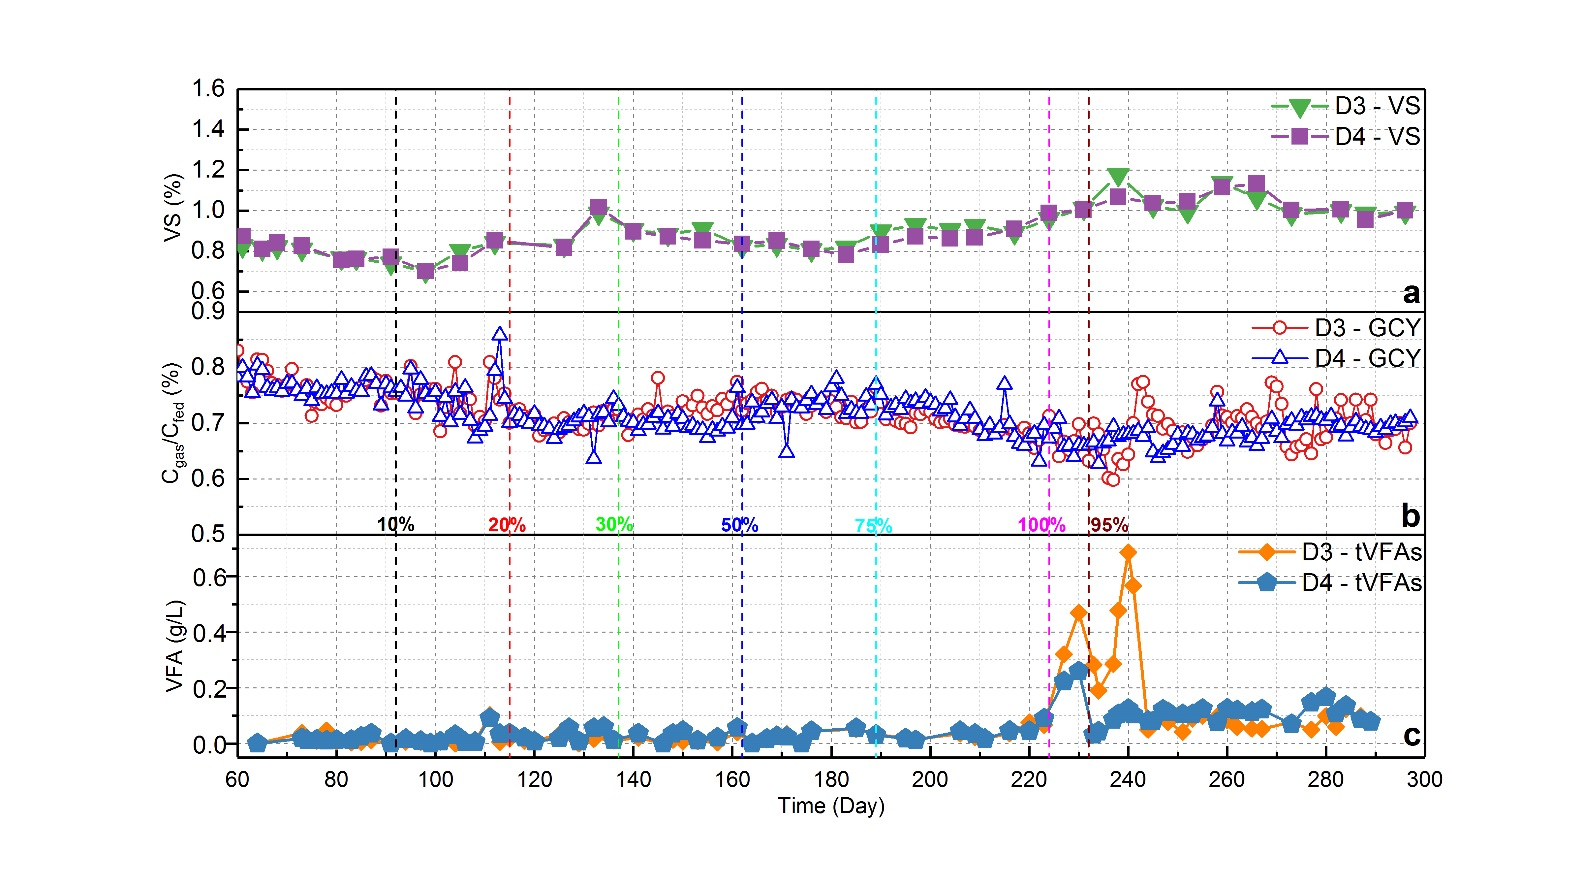 1.6
1.4
1.2
1.0
0.8
0.6
VS (%)
D3 - VS
D4 - VS
a
0.9
0.8
0.7
0.6
0.5
C_gas/C_fed (%)
D3 - GCY
D4 - GCY
10% 20% 30% 50% 75% 100% 95%
b
0.6
0.4
0.2
0.0
VFA (g/L)
D3 - tVFAs
D4 - tVFAs
c
60 80 100 120 140 160 180 200 220 240 260 280 300
Time (Day)